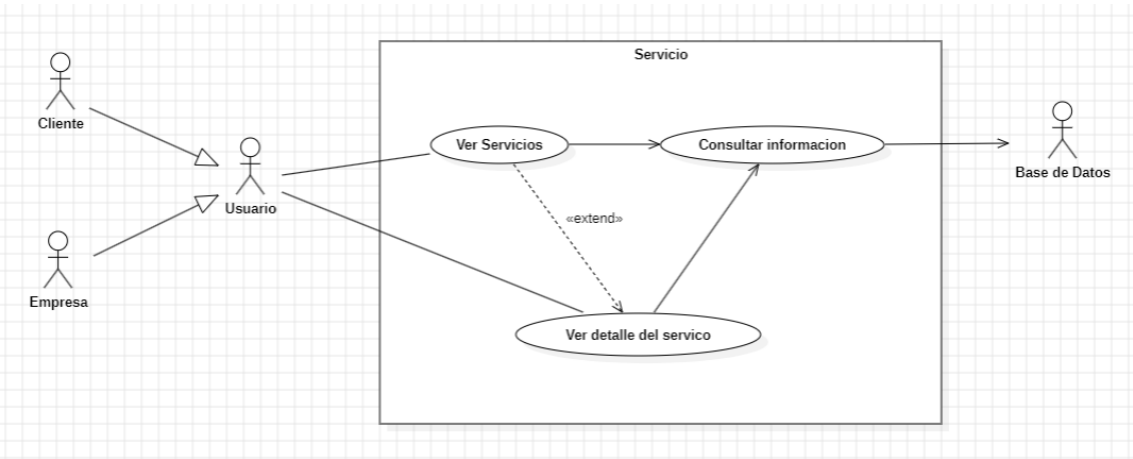 Servicio
Cliente
Ver Servicios
Consultar informacion
Base de Datos
Usuario
«extend»
Empresa
Ver detalle del servico